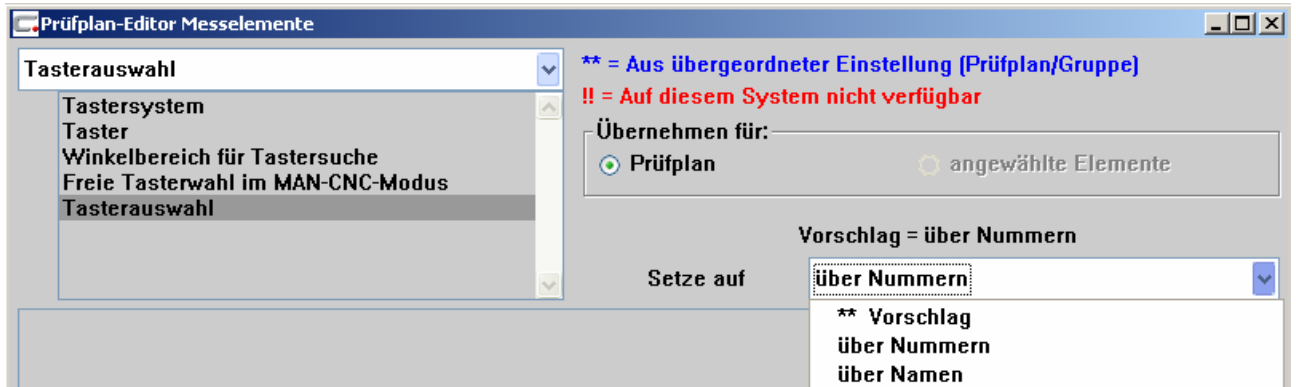 Prüfplan-Editor Messelemente
Tasterauswahl
Tastersystem
Taster
Winkelbereich für Tastersuche
Freie Tasterwahl im MAN-CNC-Modus
Tasterauswahl
** = Aus übergeordneter Einstellung (Prüfplan/Gruppe)
!! = Auf diesem System nicht verfügbar
Übernehmen für:
Prüfplan
angewählte Elemente
Vorschlag = über Nummern
Setze auf
über Nummern
** Vorschlag
über Nummern
über Namen